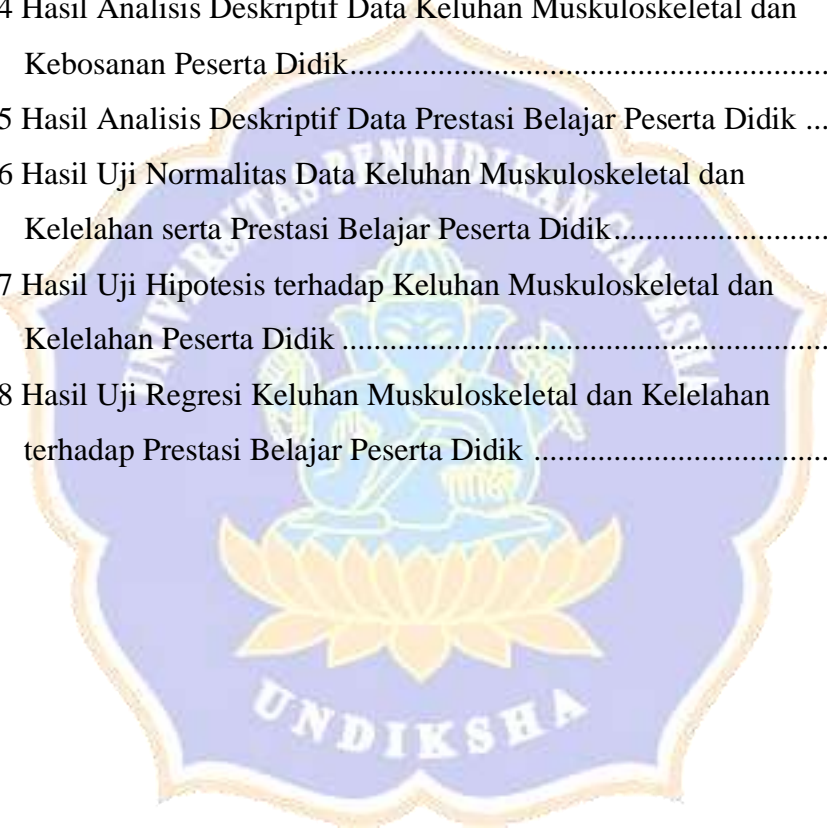 4 Hasil Analisis Deskriptif Data Keluhan Muskuloskeletal dan
Kebosanan Peserta Didik..................................................
5 Hasil Analisis Deskriptif Data Prestasi Belajar Peserta Didik ...
6 Hasil Uji Normalitas Data Keluhan Muskuloskeletal dan
Kelelahan serta Prestasi Belajar Peserta Didik.......................
7 Hasil Uji Hipotesis terhadap Keluhan Muskuloskeletal dan
Kelelahan Peserta Didik ...................................................
8 Hasil Uji Regresi Keluhan Muskuloskeletal dan Kelelahan
terhadap Prestasi Belajar Peserta Didik ................................
UNIVERSITAS PENDIDIKAN GANESHA
UNDIKSHA